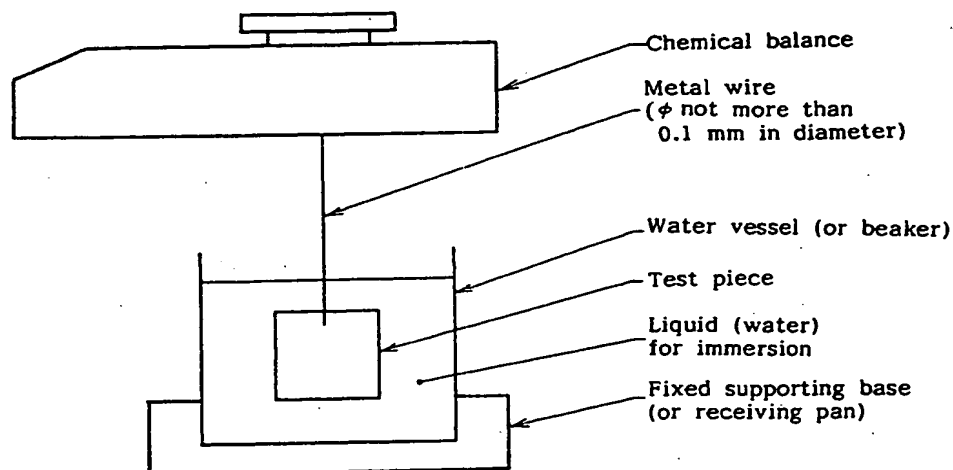 Chemical balance
Metal wire
(φ not more than
0.1 mm in diameter)
Water vessel (or beaker)
Test piece
Liquid (water)
for immersion
Fixed supporting base
(or receiving pan)